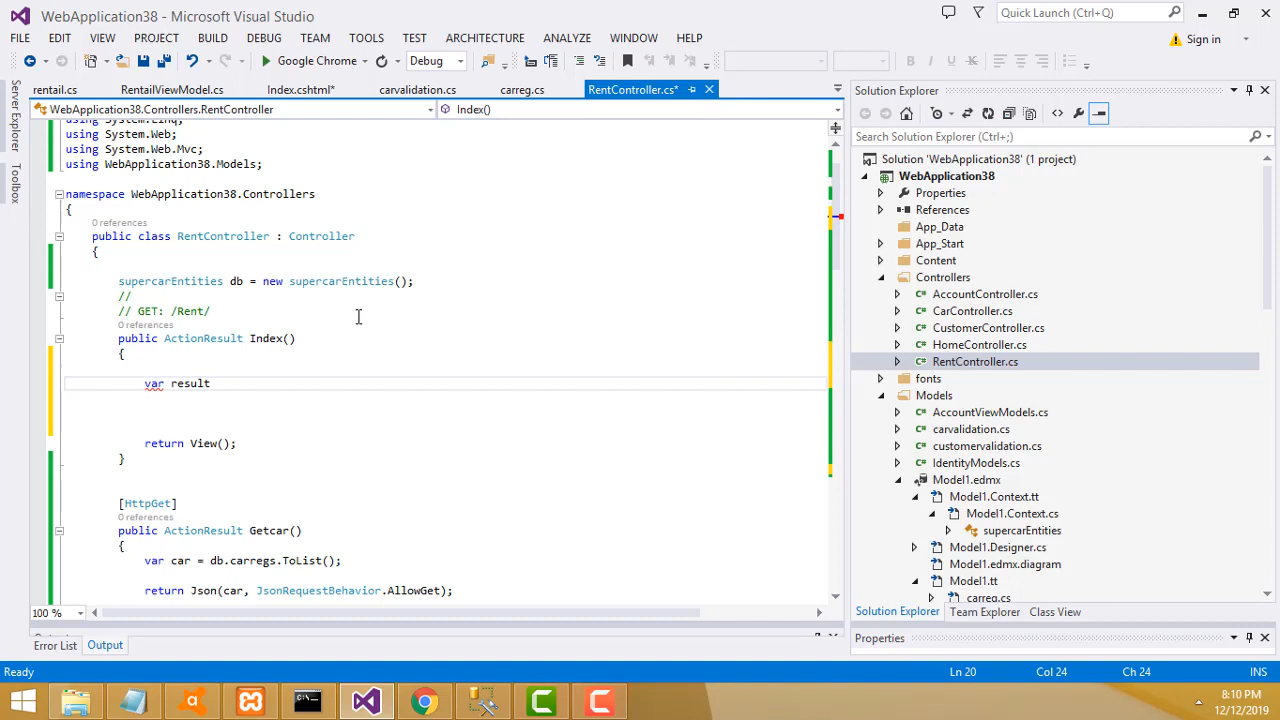 WebApplication38 - Microsoft Visual Studio
Quick Launch (Ctrl+Q)
FILE EDIT VIEW PROJECT BUILD DEBUG TEAM TOOLS TEST ARCHITECTURE ANALYZE WINDOW HELP
Sign in
Google Chrome
Debug
Server Explorer
Toolbox
rentail.cs
RentailViewModel.cs
Index.cshtml*
carvalidation.cs
carreg.cs
RentController.cs*
WebApplication38.Controllers.RentController
Index()
using System.Linq;
using System.Web;
using System.Web.Mvc;
using WebApplication38.Models;
namespace WebApplication38.Controllers
{
0 references
public class RentController : Controller
{
supercarEntities db = new supercarEntities();
//
// GET: /Rent/
0 references
public ActionResult Index()
{
var result
return View();
}
[HttpGet]
0 references
public ActionResult Getcar()
{
var car = db.carregs.ToList();
return Json(car, JsonRequestBehavior.AllowGet);
100 %
Error List
Output
Solution Explorer
Search Solution Explorer (Ctrl+;)
Solution 'WebApplication38' (1 project)
WebApplication38
Properties
References
App_Data
App_Start
Content
Controllers
AccountController.cs
CarController.cs
CustomerController.cs
HomeController.cs
RentController.cs
fonts
Models
AccountViewModels.cs
carvalidation.cs
customervalidation.cs
IdentityModels.cs
Model1.edmx
Model1.Context.tt
Model1.Context.cs
supercarEntities
Model1.Designer.cs
Model1.edmx.diagram
Model1.tt
carreg.cs
Solution Explorer
Team Explorer
Class View
Properties
Ready
Ln 20
Col 24
Ch 24
INS
8:10 PM
12/12/2019